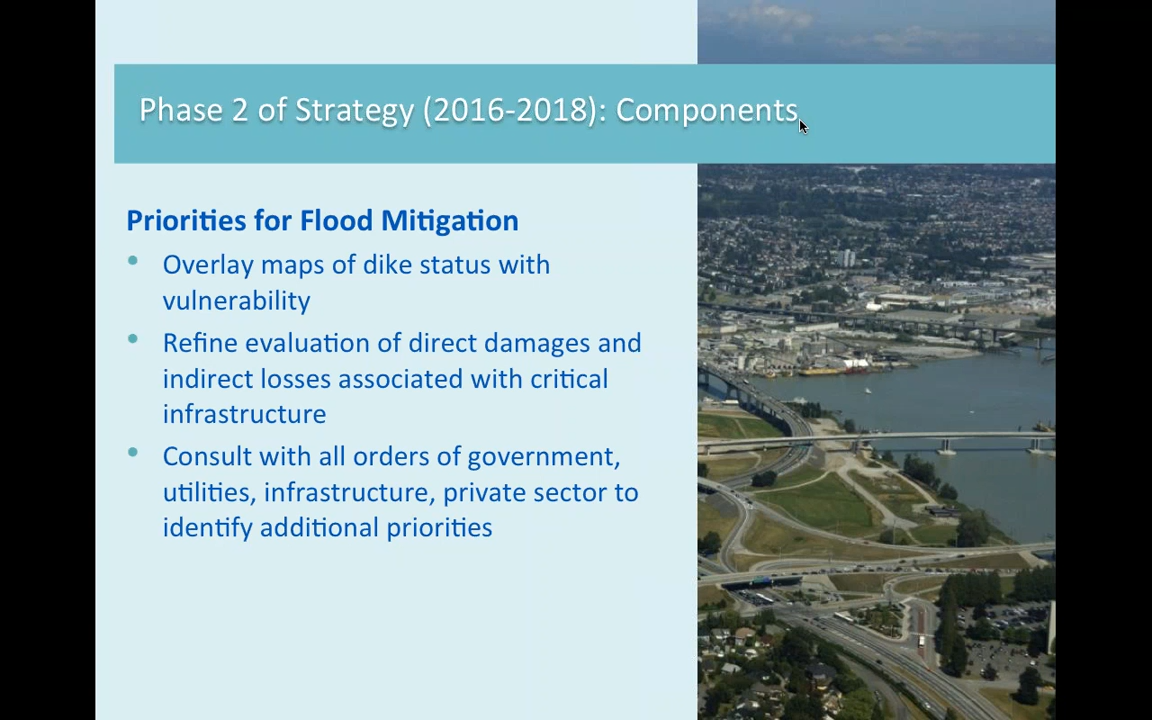 Phase 2 of Strategy (2016-2018): Components
Priorities for Flood Mitigation
• Overlay maps of dike status with
vulnerability
• Refine evaluation of direct damages and
indirect losses associated with critical
infrastructure
• Consult with all orders of government,
utilities, infrastructure, private sector to
identify additional priorities